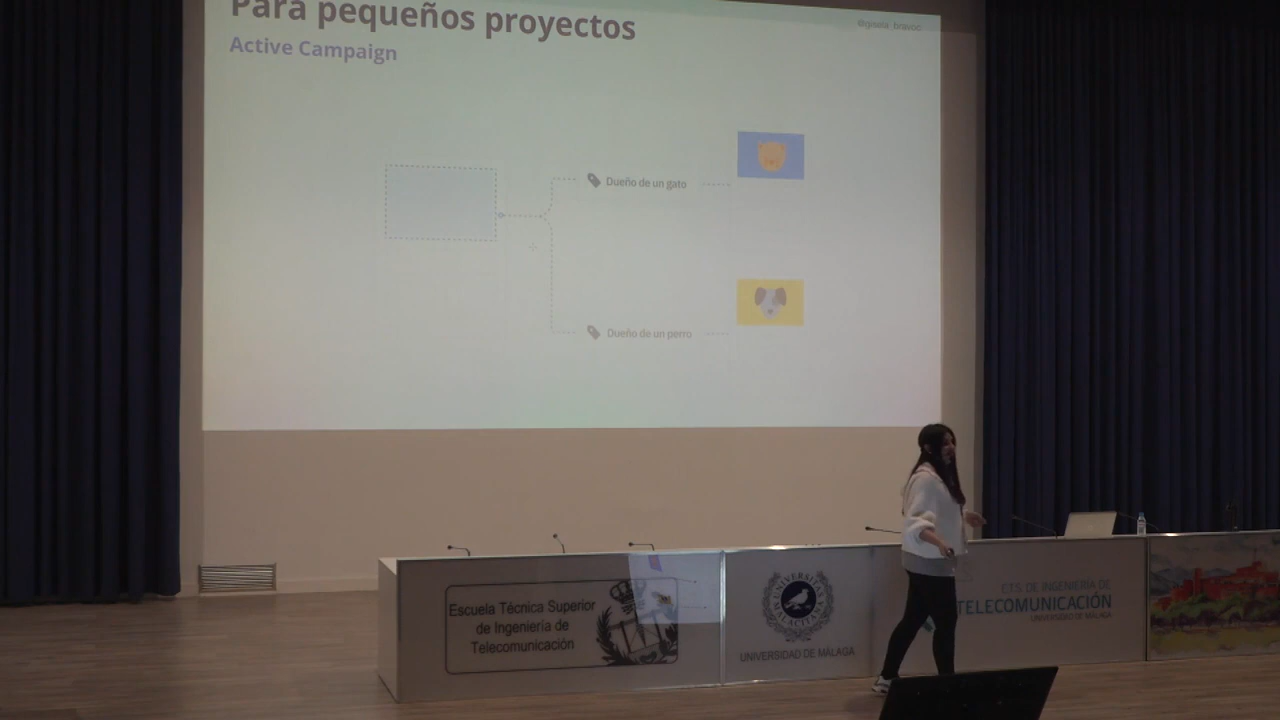 Para pequeños proyectos
Active Campaign
Dueño de un gato
Dueño de un perro
Escuela Técnica Superior
de Ingeniería de
Telecomunicación
UNIVERSIDAD DE MÁLAGA
E.T.S. DE INGENIERÍA DE
TELECOMUNICACIÓN
UNIVERSIDAD DE MÁLAGA